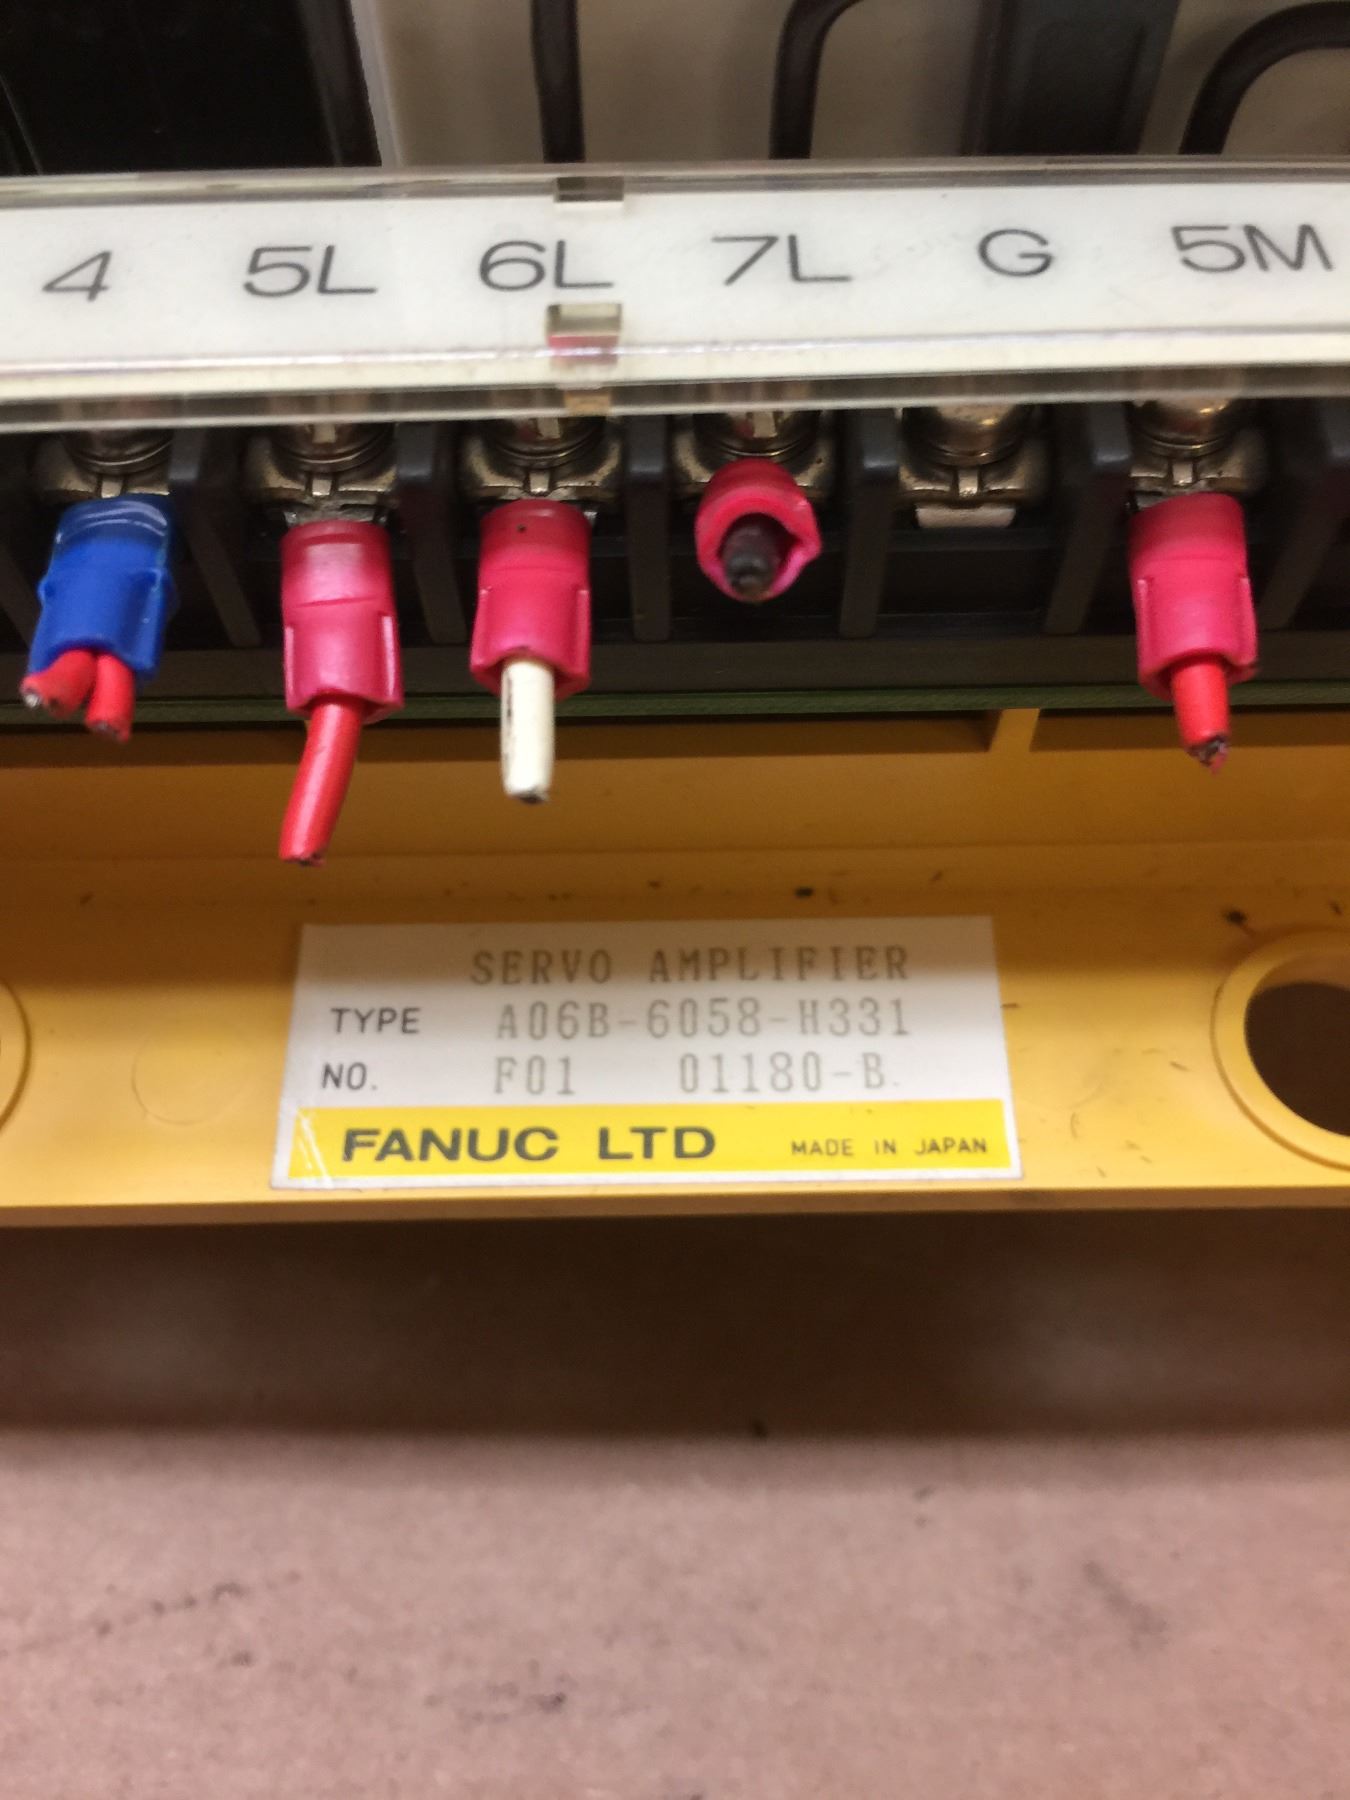 4 5L 6L 7L G 5M
SERVO AMPLIFIER
TYPE A06B-6058-H331
NO. F01 01180-B
FANUC LTD MADE IN JAPAN